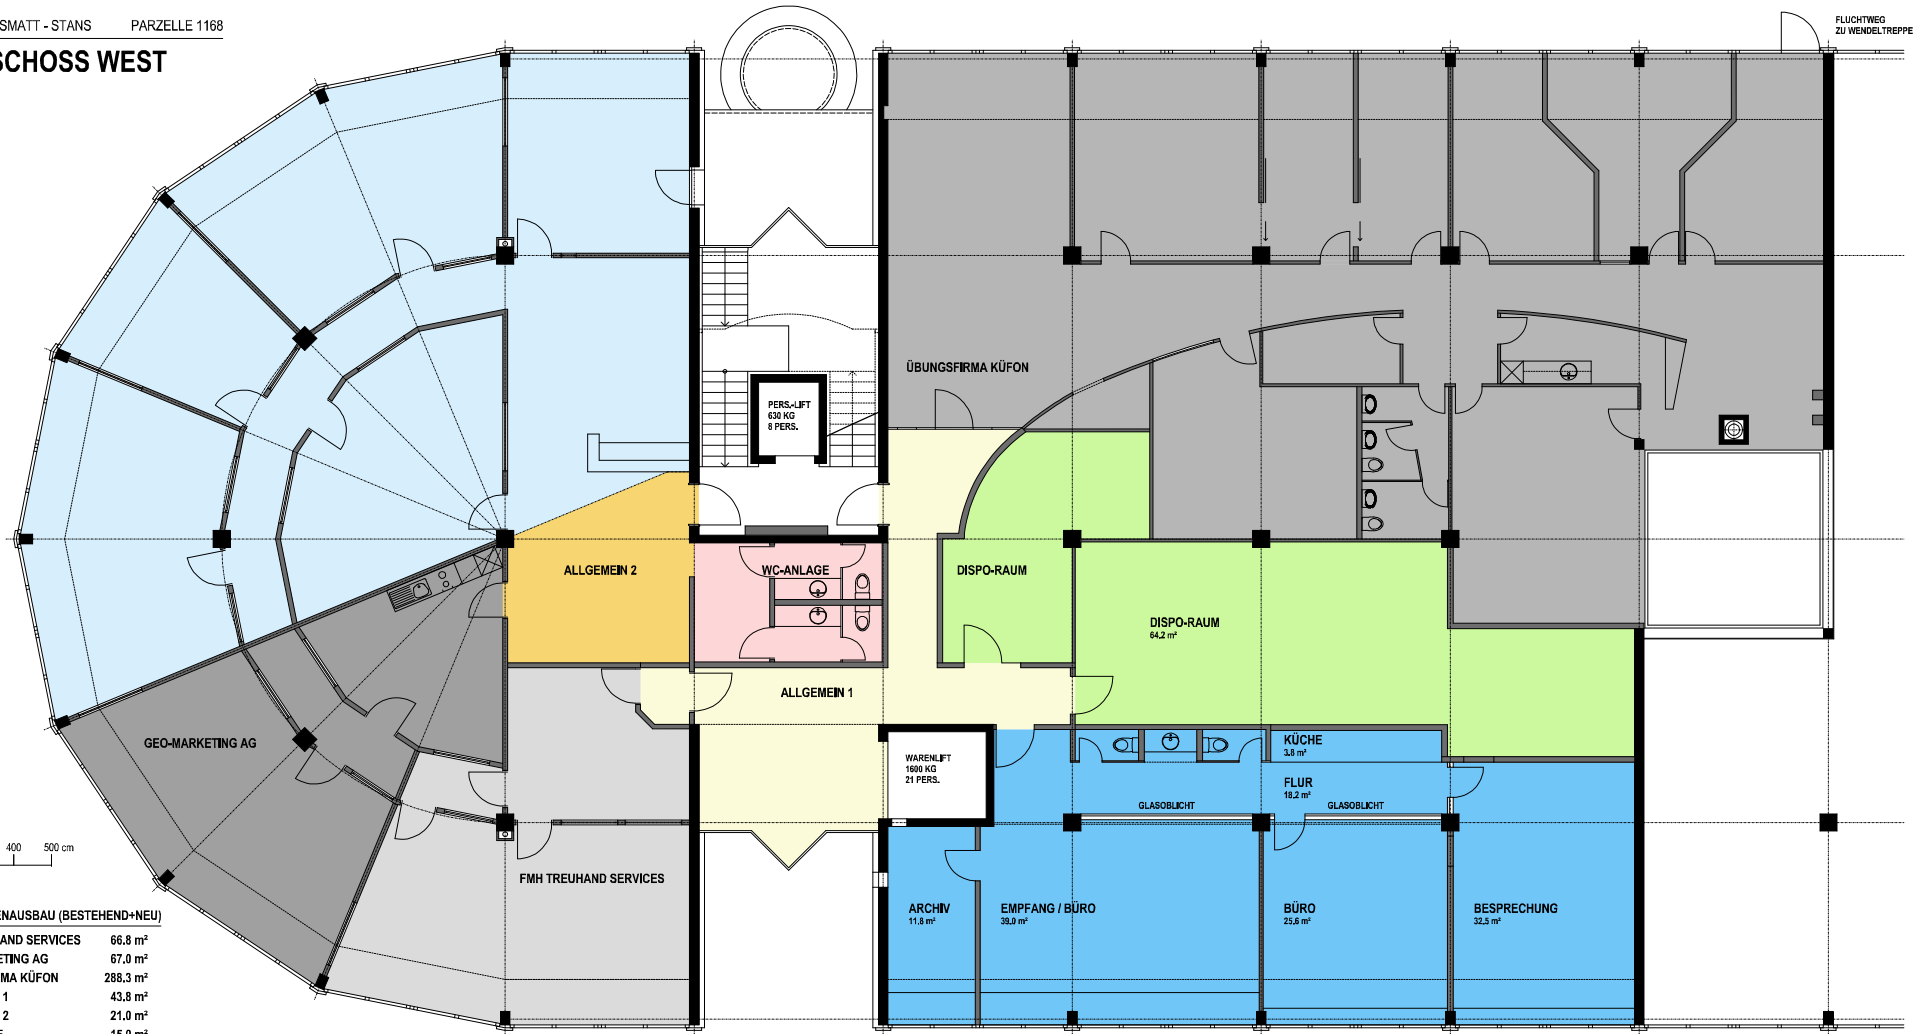 SMATT - STANS PARZELLE 1168
SCHOSS WEST
FLUCHTWEG
ZU WENDELTREPPE
ÜBUNGSFIRMA KÜFON
PERS.-LIFT
630 KG
8 PERS.
ALLGEMEIN 2
WC-ANLAGE
DISPO-RAUM
DISPO-RAUM
64,2 m²
ALLGEMEIN 1
GEO-MARKETING AG
WARENLIFT
1600 KG
21 PERS.
KÜCHE
3.8 m²
FLUR
18.2 m²
GLASOBLICHT
GLASOBLICHT
FMH TREUHAND SERVICES
ARCHIV
11.8 m²
EMPFANG / BÜRO
39.0 m²
BÜRO
25.6 m²
BESPRECHUNG
32.5 m²
400 500 cm
ENAUSBAU (BESTEHEND+NEU)
AND SERVICES 66.8 m²
ETING AG 67.0 m²
MA KÜFON 288.3 m²
1 43.8 m²
2 21.0 m²
15.0 m²